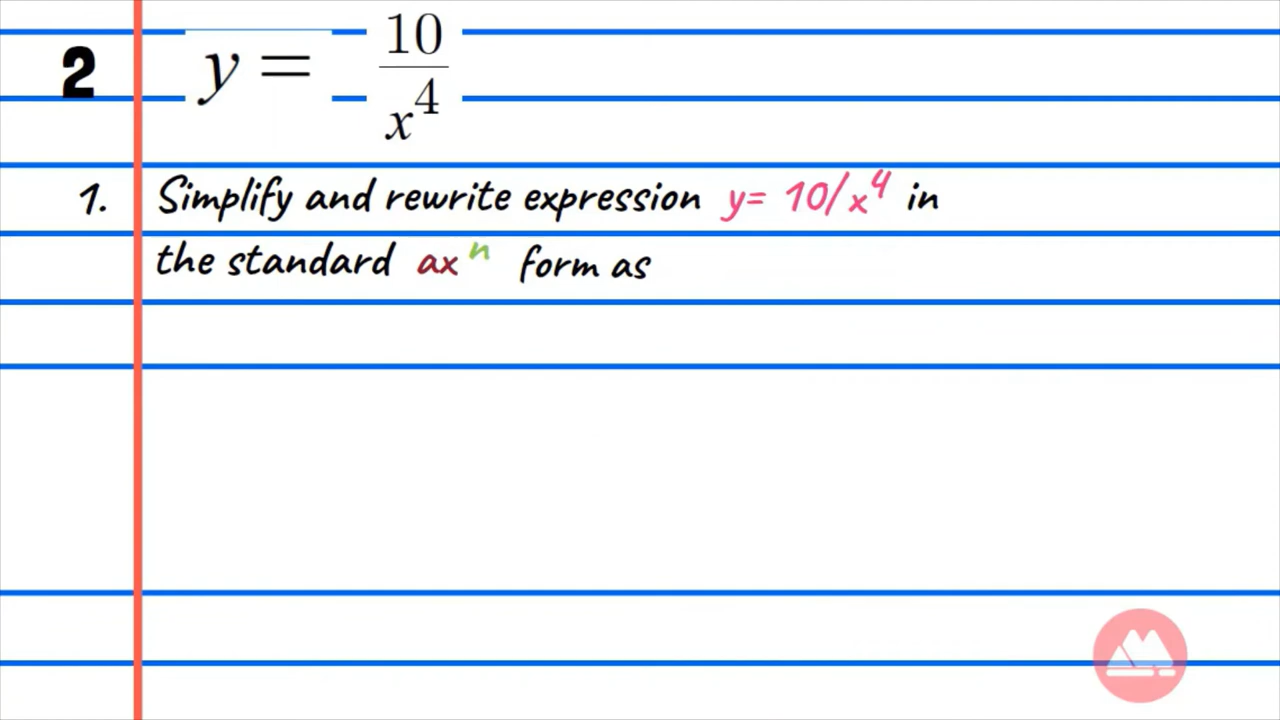 2 y = 10/x^4
1. Simplify and rewrite expression y= 10/x^4 in
the standard ax^n form as